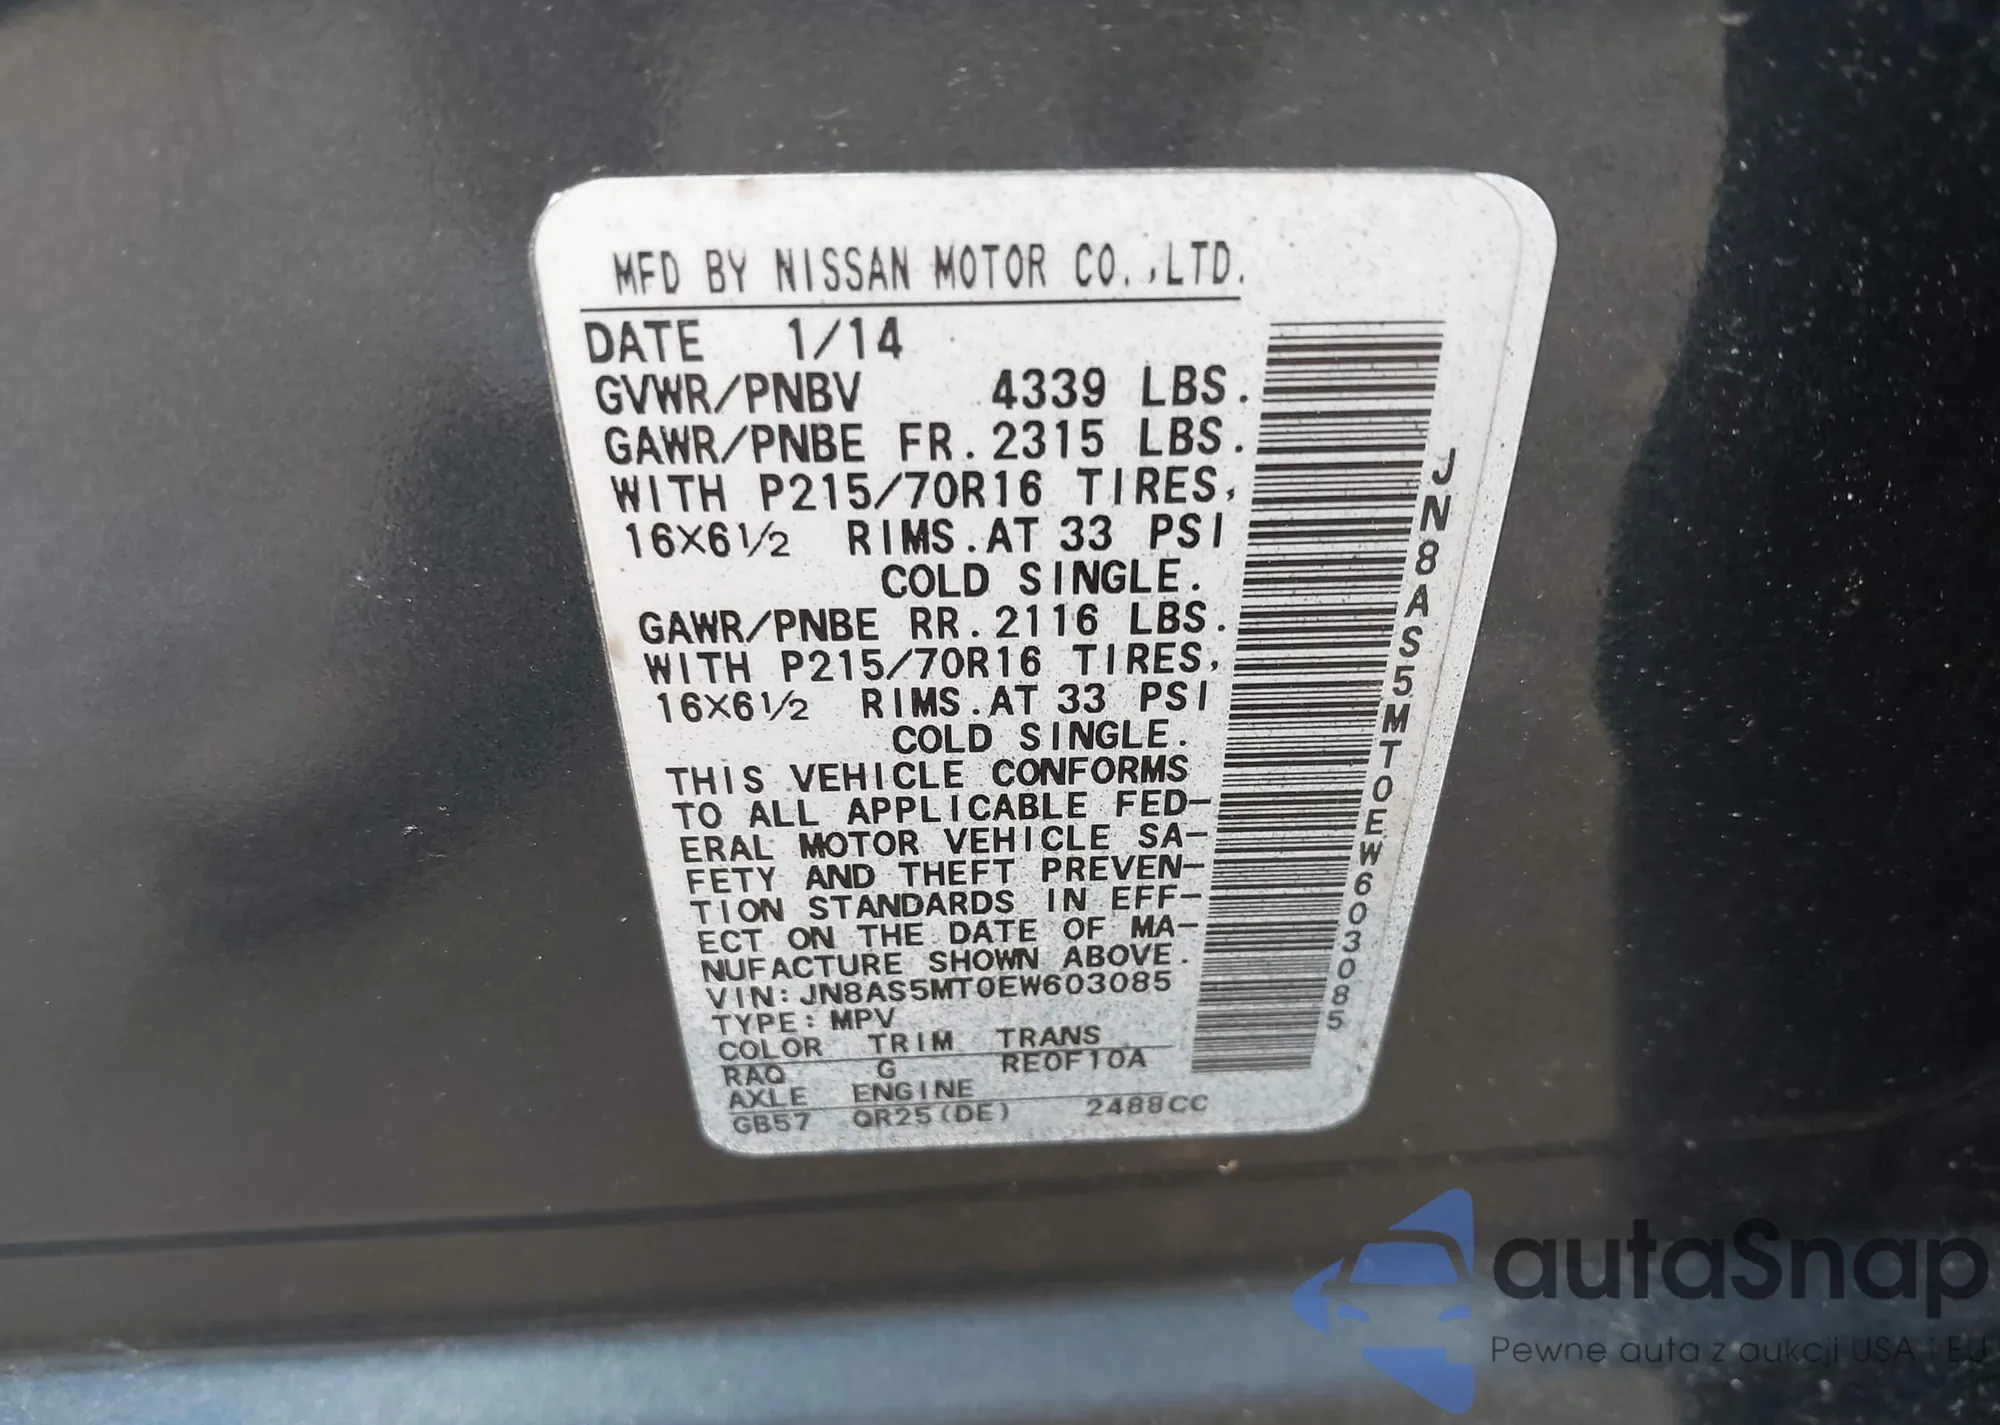 MFD BY NISSAN MOTOR CO.,LTD.
DATE 1/14
GVWR/PNBV 4339 LBS.
GAWR/PNBE FR.2315 LBS.
WITH P215/70R16 TIRES,
16X6½ RIMS.AT 33 PSI
COLD SINGLE.
GAWR/PNBE RR.2116 LBS.
WITH P215/70R16 TIRES,
16X6½ RIMS.AT 33 PSI
COLD SINGLE.
THIS VEHICLE CONFORMS
TO ALL APPLICABLE FED-
ERAL MOTOR VEHICLE SA-
FETY AND THEFT PREVEN-
TION STANDARDS IN EFF-
ECT ON THE DATE OF MA-
NUFACTURE SHOWN ABOVE.
VIN:JN8AS5MT0EW603085
TYPE:MPV
COLOR TRIM TRANS
RAQ G RE0F10A
AXLE ENGINE
GB57 QR25(DE) 2488CC
JN8AS5MT0EW603085
autaSnap
Pewne auta z aukcji USA i EU